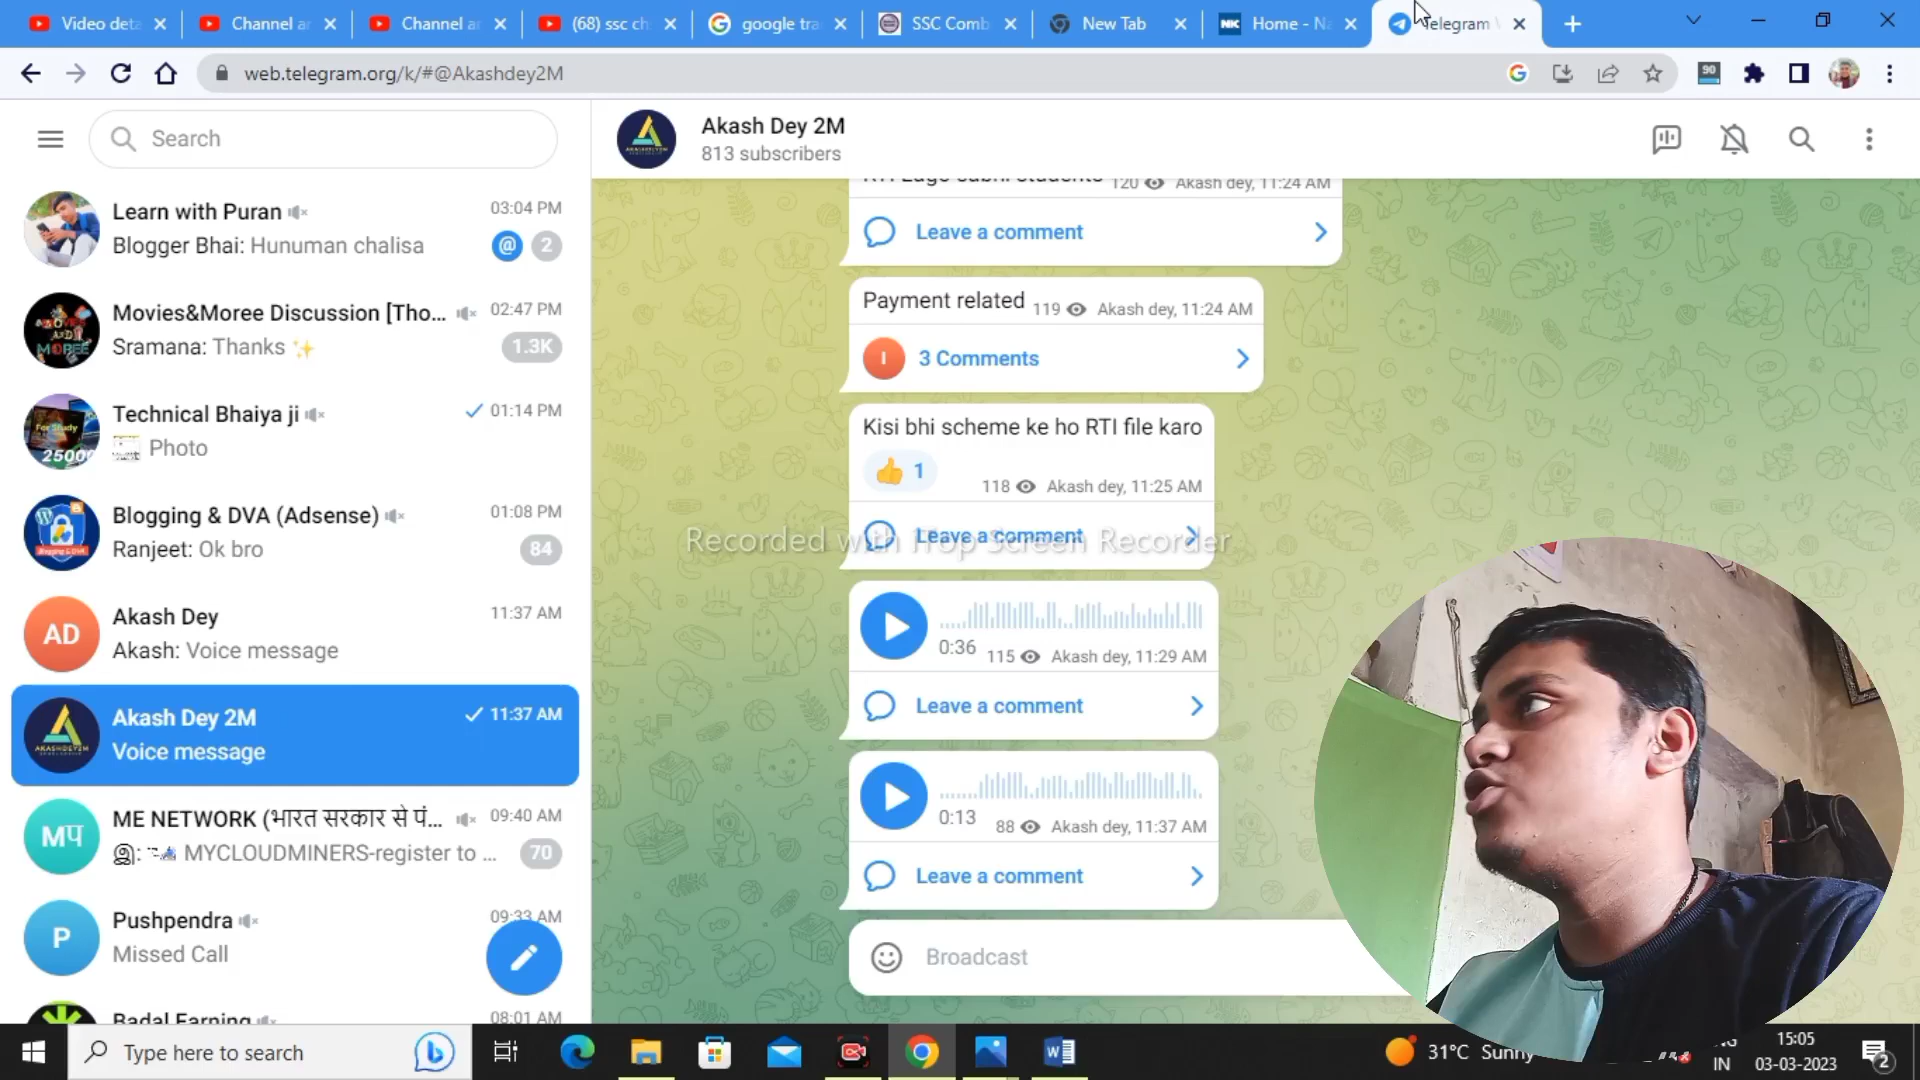 Video deta
Channel a
Channel a
(68) ssc ch
google tra
SSC Comb
New Tab
NIC
Home - Na
Telegram
web.telegram.org/k/#@Akashdey2M
90
Search
Akash Dey 2M
813 subscribers
Learn with Puran
03:04 PM
Blogger Bhai: Hunuman chalisa
@ 2
Movies&Moree Discussion [Tho...
02:47 PM
Sramana: Thanks ✨
1.3K
Technical Bhaiya ji
01:14 PM
Photo
For Study
25000
Blogging & DVA (Adsense)
01:08 PM
Ranjeet: Ok bro
84
AD
Akash Dey
11:37 AM
Akash: Voice message
Akash Dey 2M
11:37 AM
Voice message
Mप
ME NETWORK (भारत सरकार से पं...
09:40 AM
MYCLOUDMINERS-register to ...
70
P
Pushpendra
09:33 AM
Missed Call
Badal Earning
08:01 AM
120 Akash dey, 11:24 AM
Leave a comment
Payment related 119 Akash dey, 11:24 AM
I 3 Comments
Kisi bhi scheme ke ho RTI file karo
👍 1
118 Akash dey, 11:25 AM
Leave a comment
Recorded with iTop Screen Recorder
0:36 115 Akash dey, 11:29 AM
Leave a comment
0:13 88 Akash dey, 11:37 AM
Leave a comment
Broadcast
Type here to search
31°C Sunny
IN
15:05
03-03-2023
2